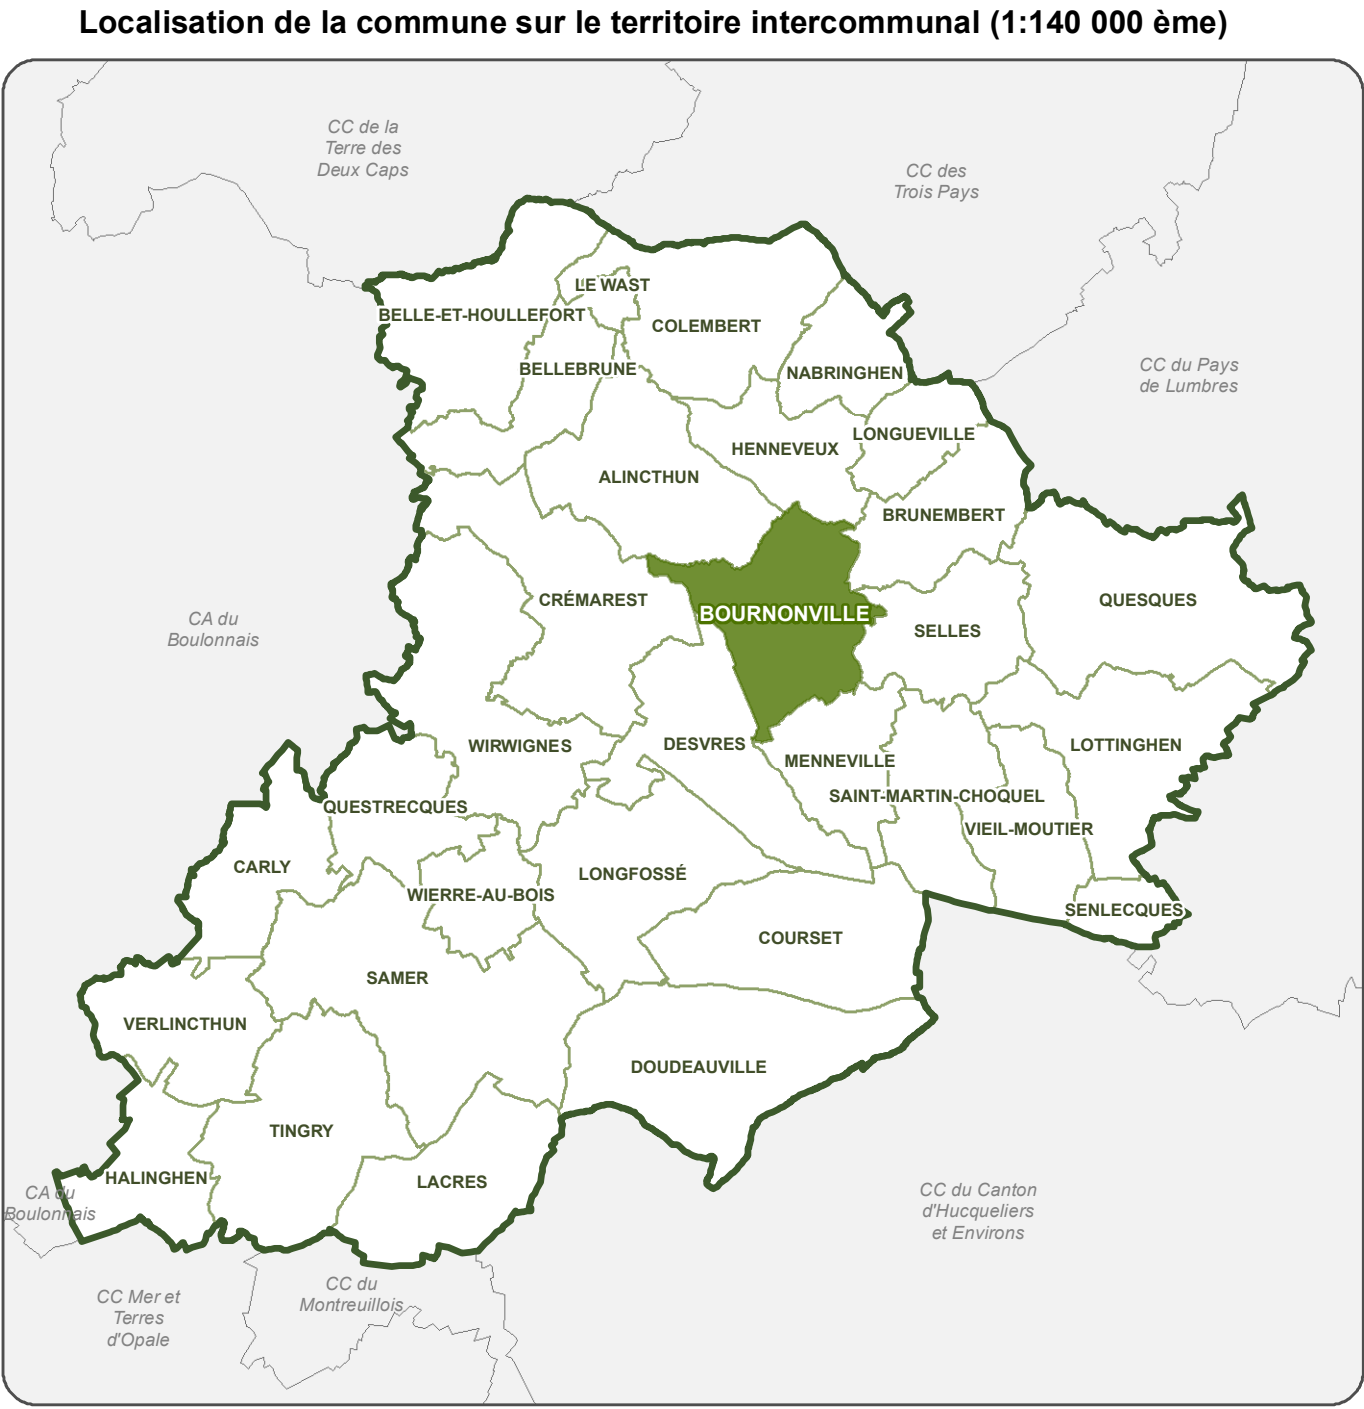 Localisation de la commune sur le territoire intercommunal (1:140 000 ème)
CC de la
Terre des
Deux Caps
CC des
Trois Pays
LE WAST
BELLE-ET-HOULLEFORT
COLEMBERT
BELLEBRUNE
NABRINGHEN
CC du Pays
de Lumbres
LONGUEVILLE
HENNEVEUX
ALINCTHUN
BRUNEMBERT
CRÉMAREST
QUESQUES
BOURNONVILLE
CA du
Boulonnais
SELLES
WIRWIGNES
DESVRES
LOTTINGHEN
MENNEVILLE
SAINT-MARTIN-CHOQUEL
QUESTRECQUES
VIEIL-MOUTIER
CARLY
LONGFOSSÉ
WIERRE-AU-BOIS
SENLECQUES
COURSET
SAMER
VERLINCTHUN
DOUDEAUVILLE
TINGRY
HALINGHEN
LACRES
CA du
Boulonnais
CC du Canton
d'Hucqueliers
et Environs
CC du
Montreuillois
CC Mer et
Terres
d'Opale